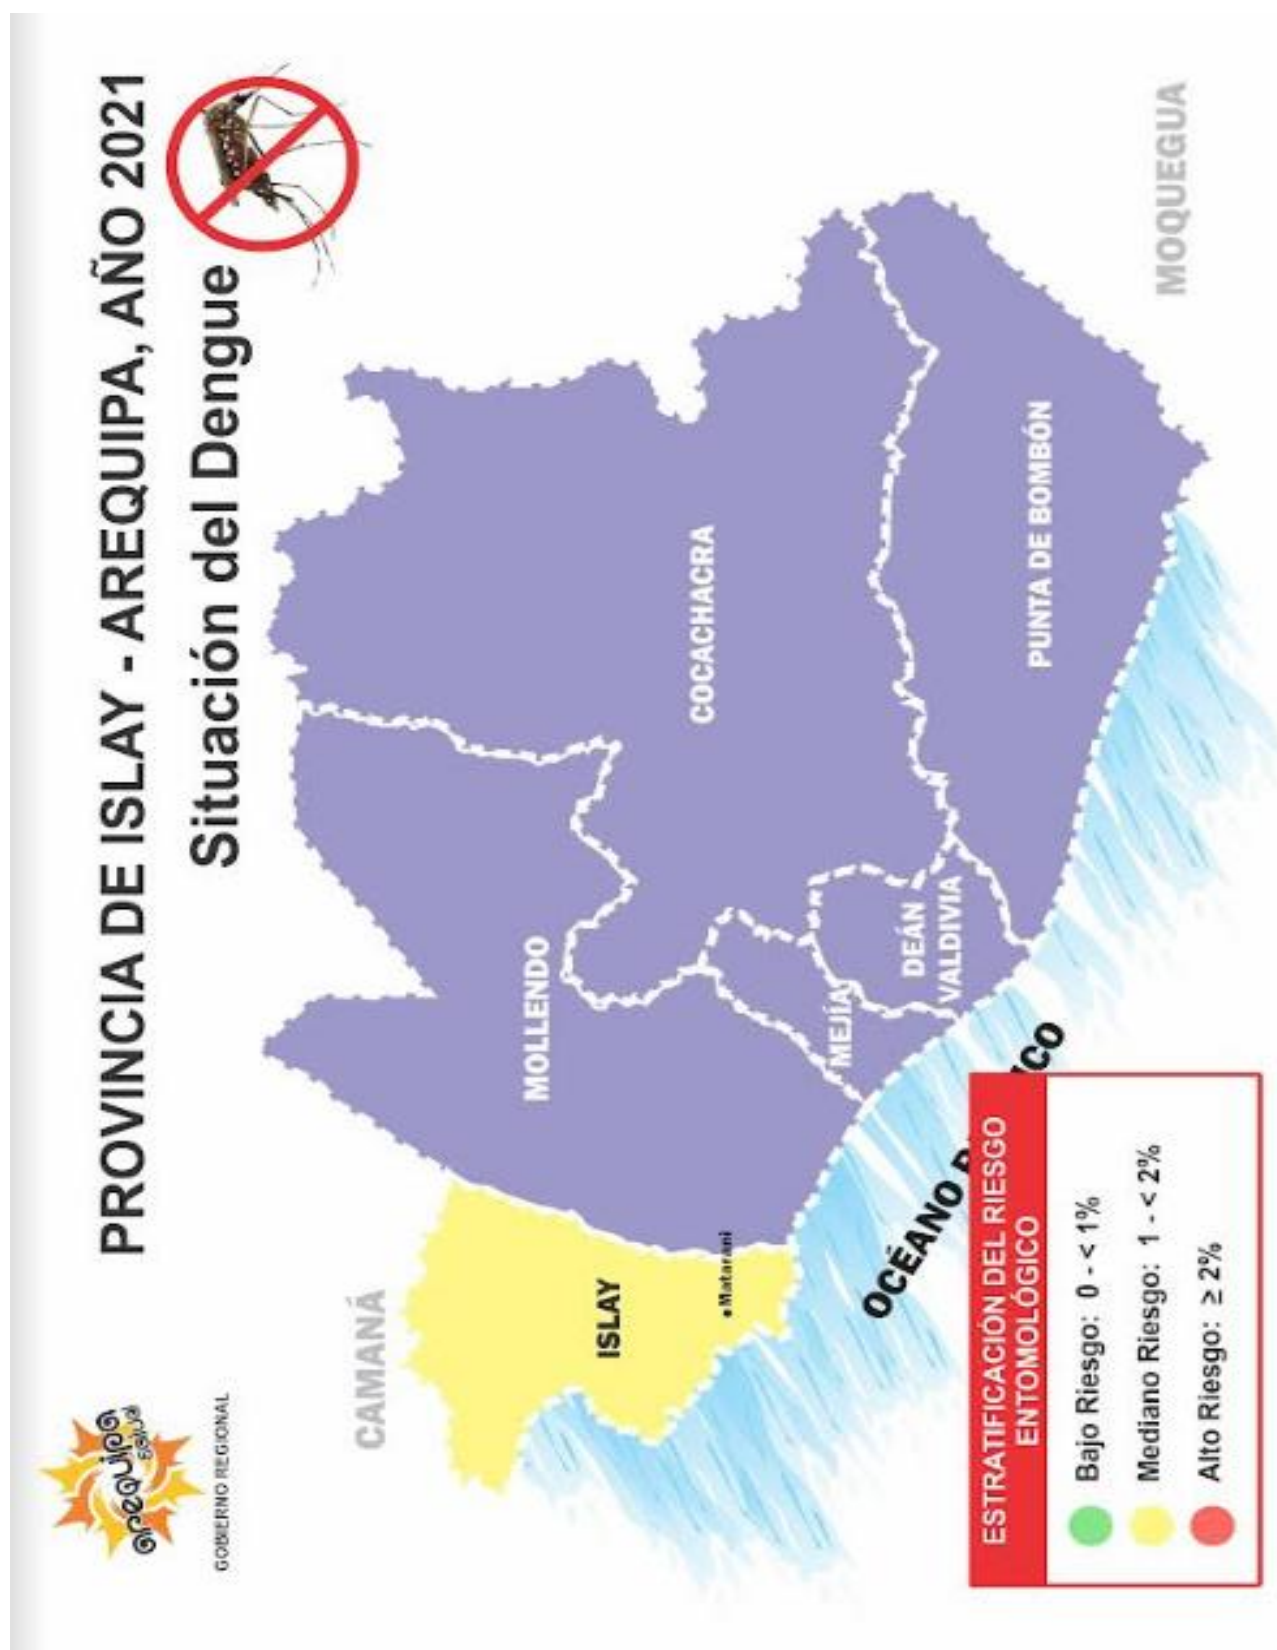 PROVINCIA DE ISLAY - AREQUIPA, AÑO 2021
Situación del Dengue
arequipa
GOBIERNO REGIONAL
CAMANÁ
MOQUEGUA
ISLAY
Matarani
MOLLENDO
COCACHACRA
MEJÍA
DEÁN
VALDIVIA
PUNTA DE BOMBÓN
OCÉANO
ESTRATIFICACIÓN DEL RIESGO
ENTOMOLÓGICO
Bajo Riesgo: 0 - < 1%
Mediano Riesgo: 1 - < 2%
Alto Riesgo: ≥ 2%